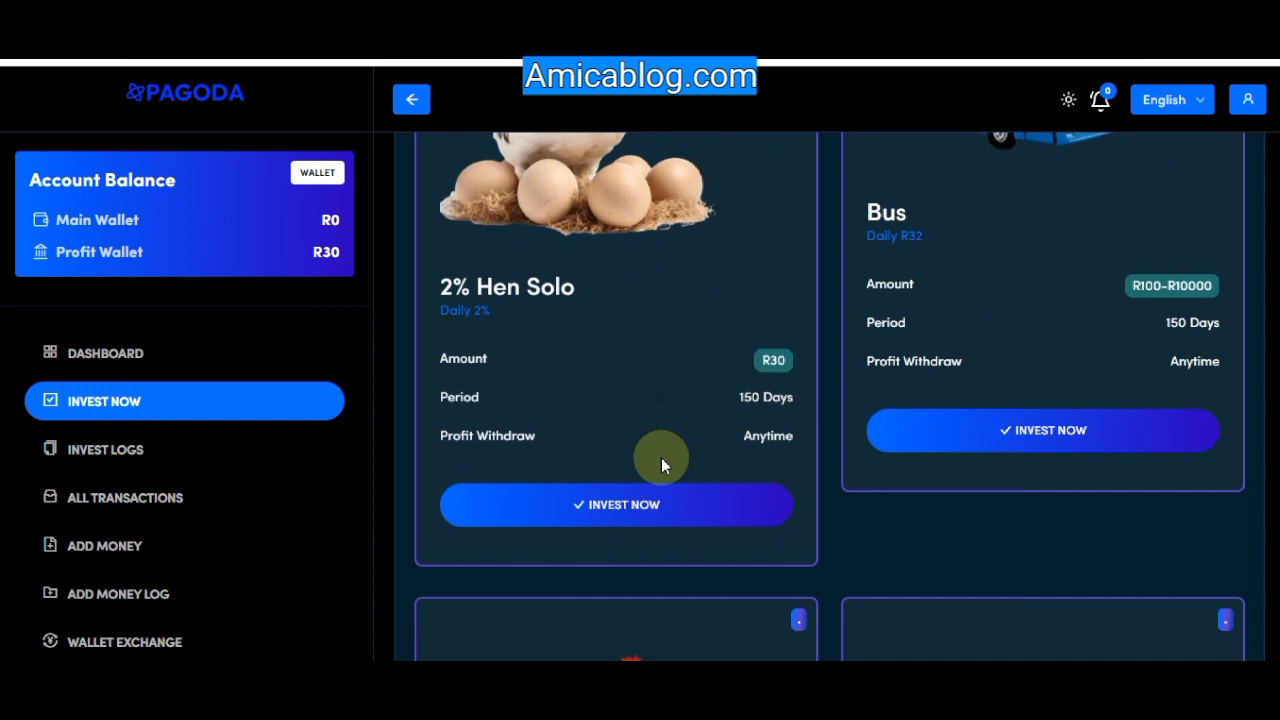 Amicablog.com
PAGODA
0
English
Account Balance
WALLET
Main Wallet R0
Profit Wallet R30
DASHBOARD
INVEST NOW
INVEST LOGS
ALL TRANSACTIONS
ADD MONEY
ADD MONEY LOG
WALLET EXCHANGE
2% Hen Solo
Daily 2%
Amount R30
Period 150 Days
Profit Withdraw Anytime
INVEST NOW
Bus
Daily R32
Amount R100-R10000
Period 150 Days
Profit Withdraw Anytime
INVEST NOW
.
.